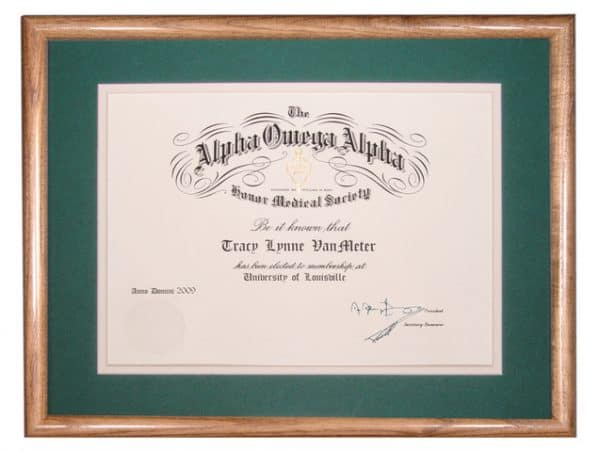 The
Alpha Omega Alpha
Honor Medical Society
Be it known that
Tracy Lynne VanMeter
has been elected to membership at
University of Louisville
Anno Domini 2009
President
Secretary Treasurer